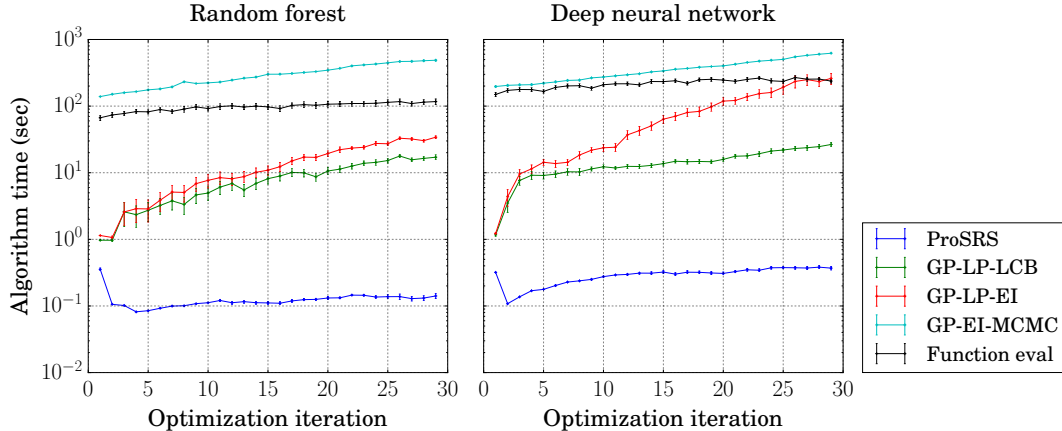 Random forest
Deep neural network
Algorithm time (sec)
10^3
10^2
10^1
10^0
10^-1
10^-2
0 5 10 15 20 25 30
0 5 10 15 20 25 30
Optimization iteration
Optimization iteration
ProSRS
GP-LP-LCB
GP-LP-EI
GP-EI-MCMC
Function eval